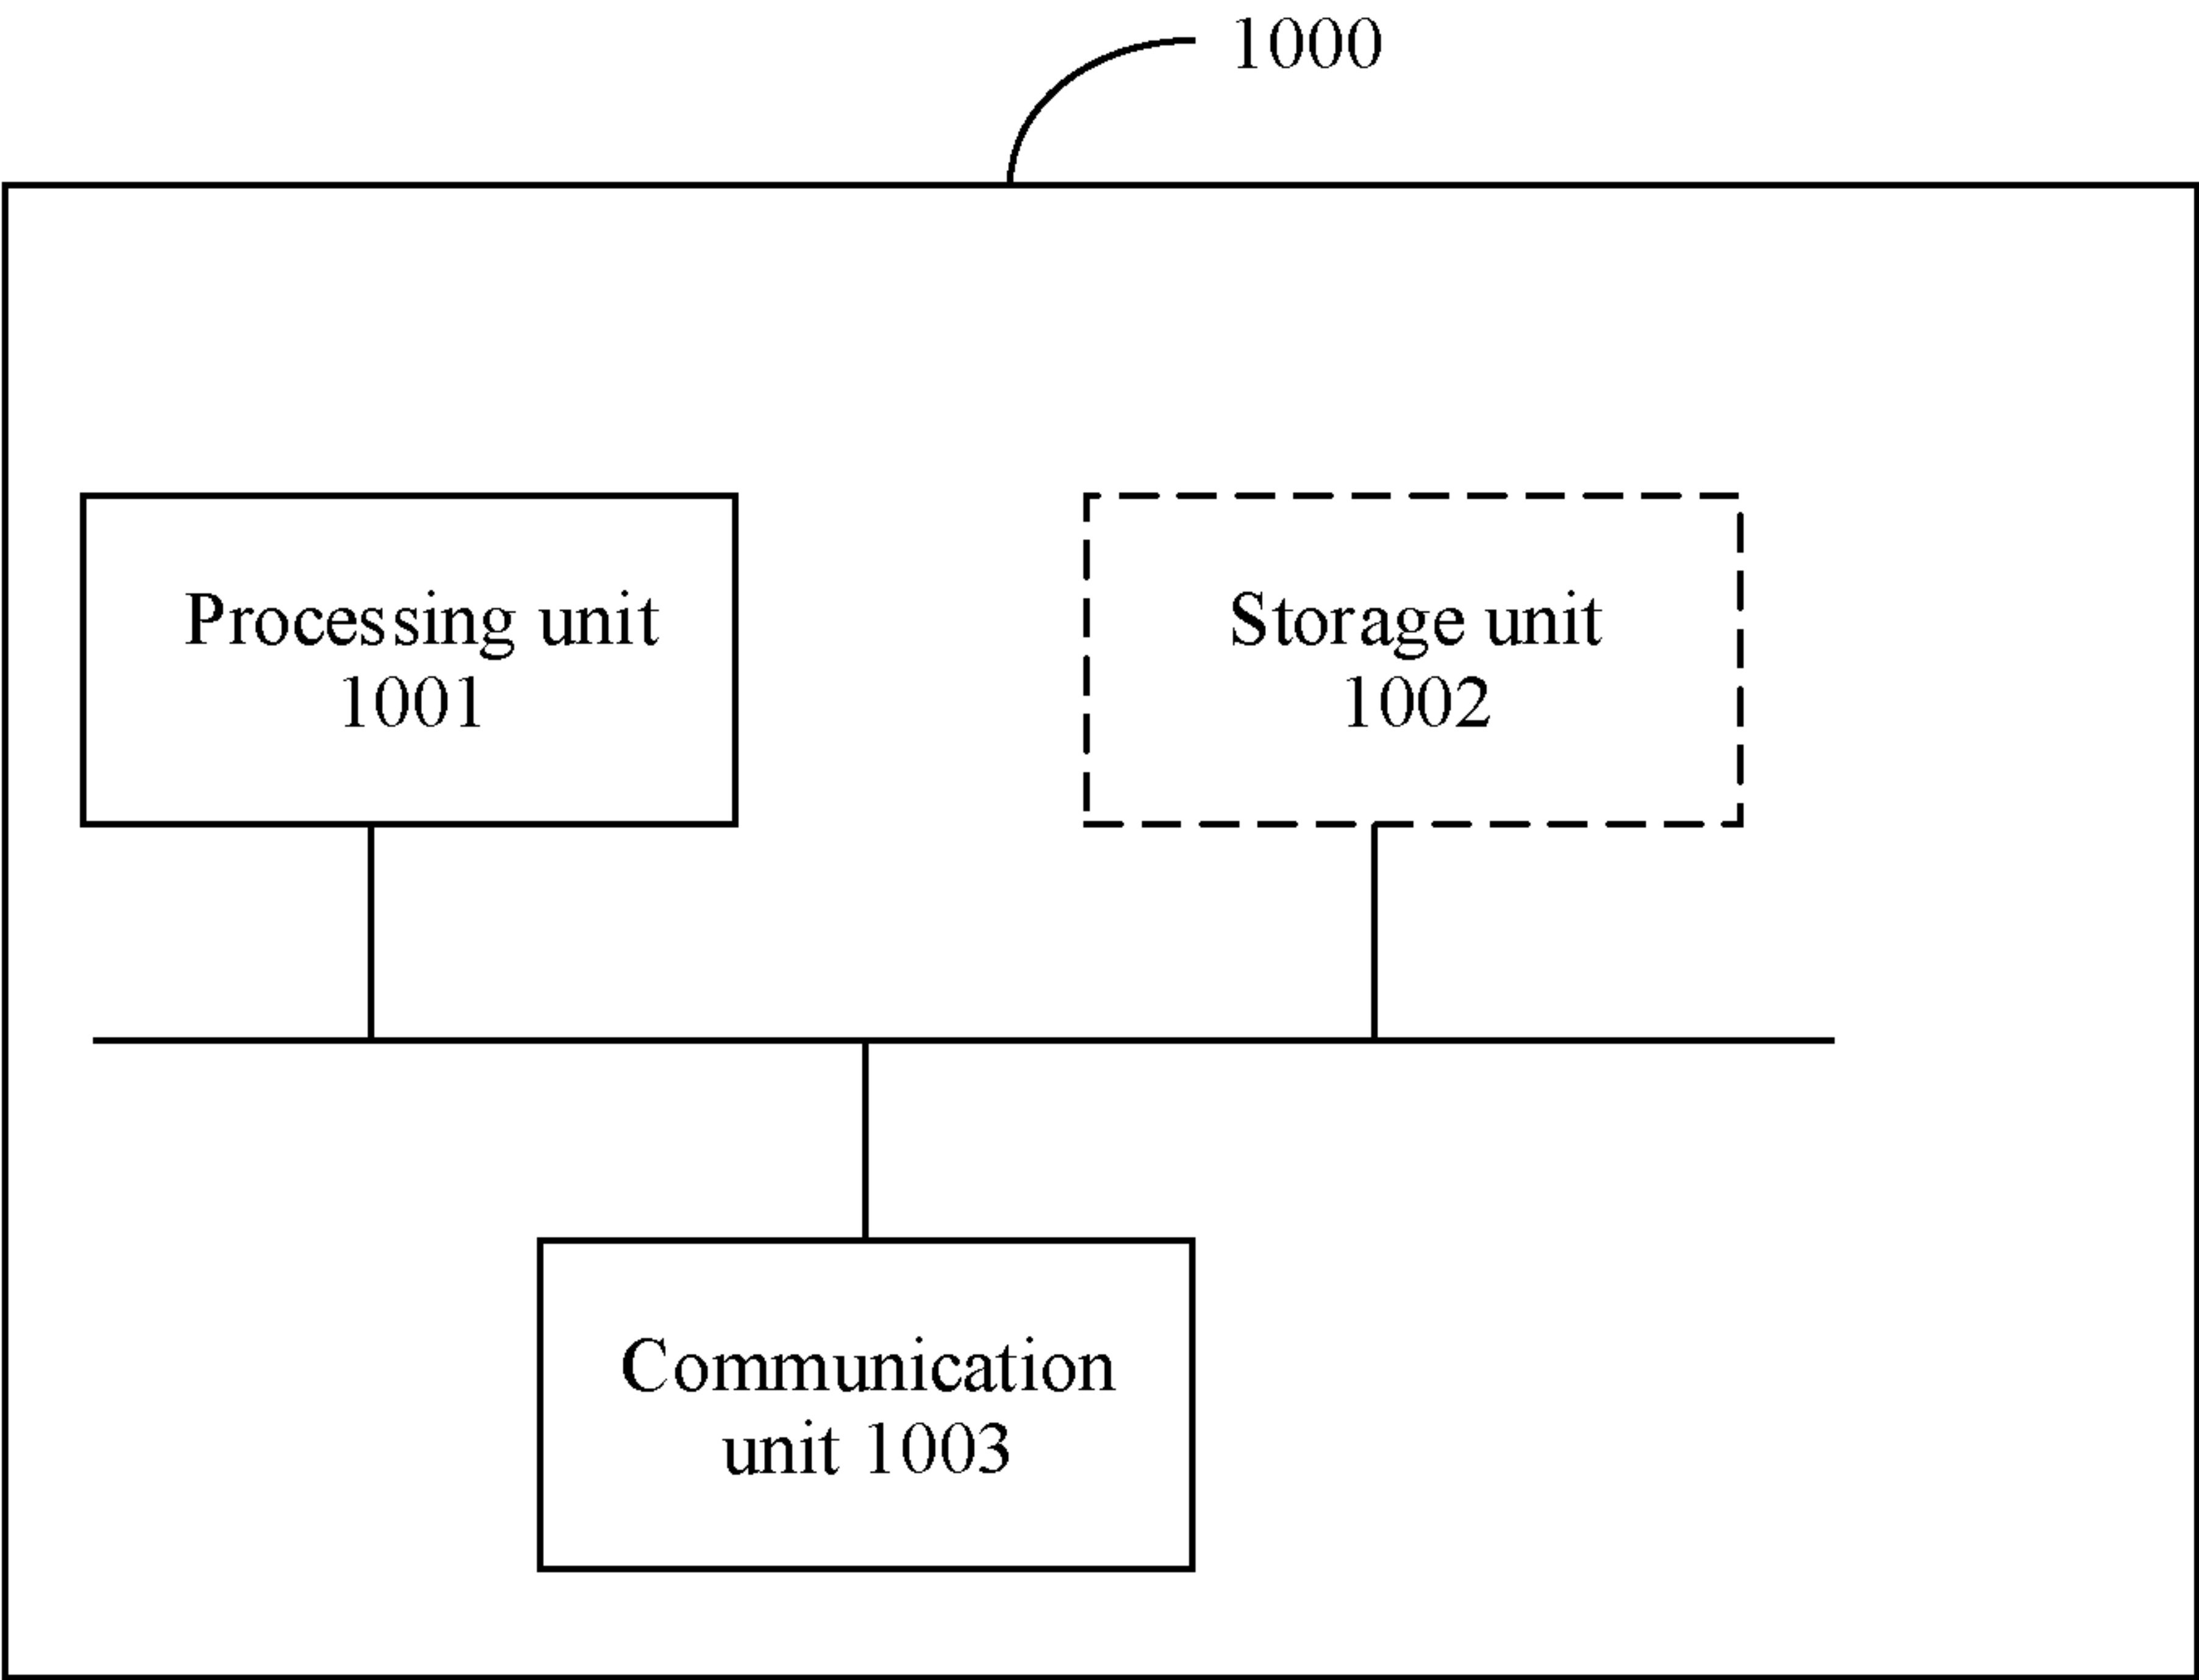 1000
Processing unit
1001
Storage unit
1002
Communication
unit 1003